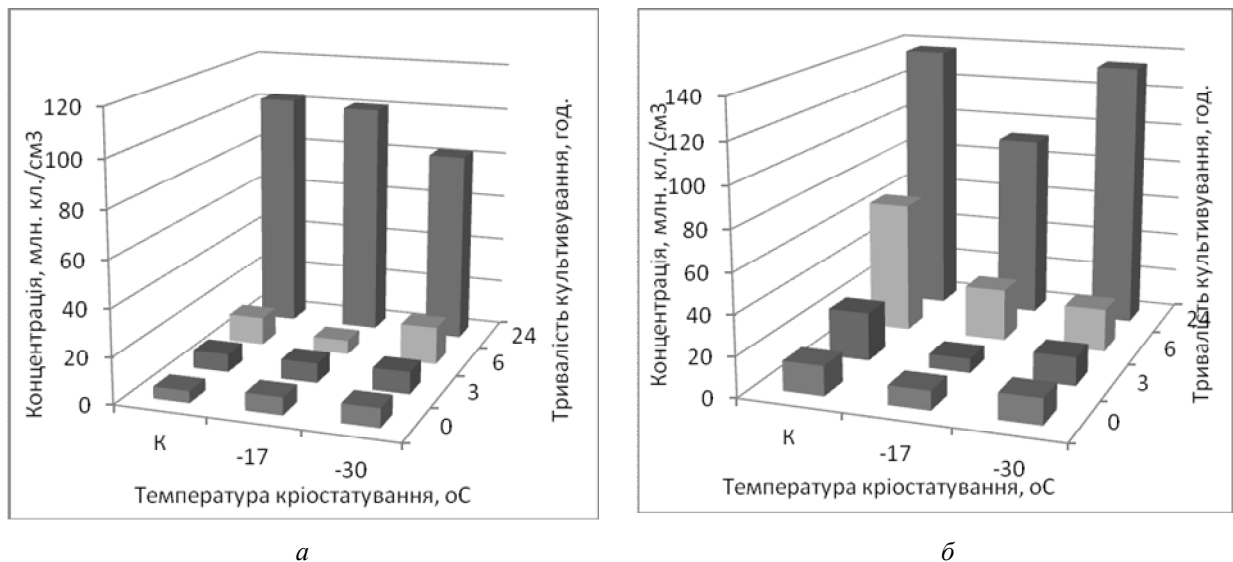 Концентрація, млн. кл./см3
120
100
80
60
40
20
0
К
-17
-30
Температура кріостатування, оС
0
3
6
24
Тривалість культивування, год.
а
Концентрація, млн. кл./см3
140
120
100
80
60
40
20
0
К
-17
-30
Температура кріостатування, оС
0
3
6
24
Тривалість культивування, год.
б